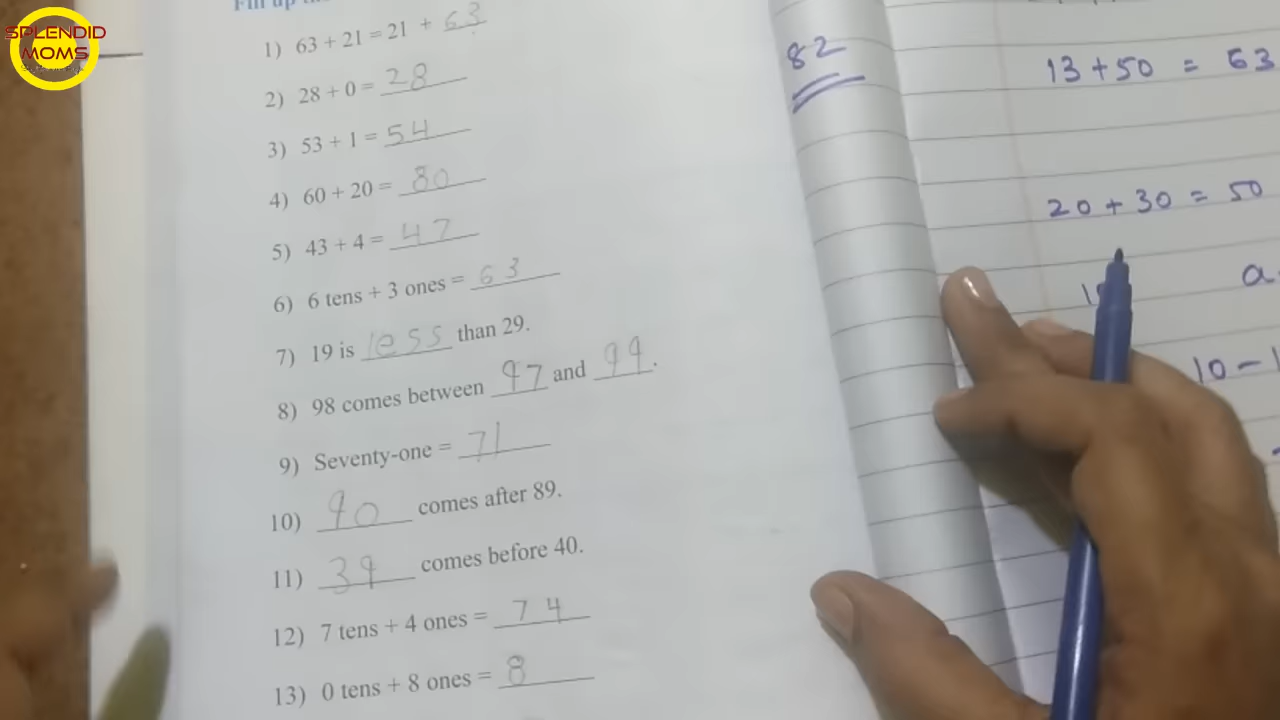 SPLENDID
MOMS
Fill up
1) 63 + 21 = 21 + 63
2) 28 + 0 = 28
3) 53 + 1 = 54
4) 60 + 20 = 80
5) 43 + 4 = 47
6) 6 tens + 3 ones = 63
7) 19 is less than 29.
8) 98 comes between 97 and 99.
9) Seventy-one = 71
10) 90 comes after 89.
11) 39 comes before 40.
12) 7 tens + 4 ones = 74
13) 0 tens + 8 ones = 8
82
13 + 50 = 63
20 + 30 = 50
10 -